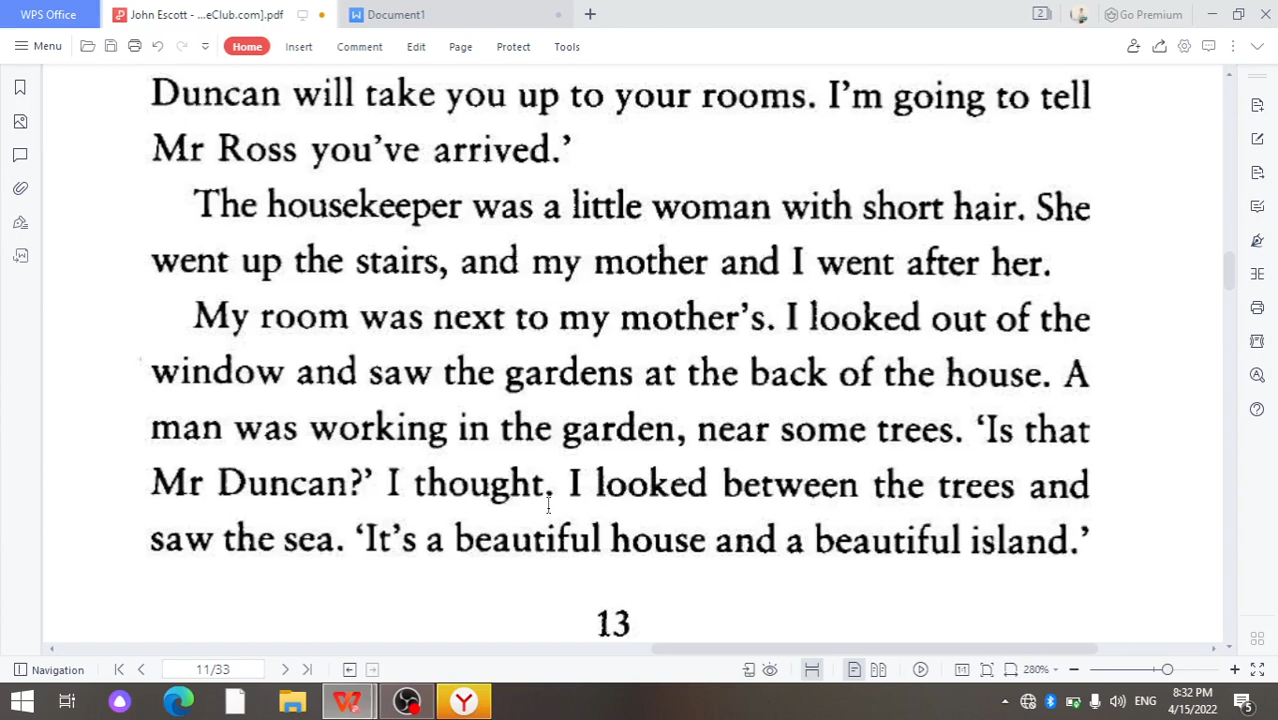 WPS Office
John Escott - ...eClub.com].pdf
Document1
2
Go Premium
Menu
Home
Insert
Comment
Edit
Page
Protect
Tools
Duncan will take you up to your rooms. I'm going to tell
Mr Ross you've arrived.'
The housekeeper was a little woman with short hair. She
went up the stairs, and my mother and I went after her.
My room was next to my mother's. I looked out of the
window and saw the gardens at the back of the house. A
man was working in the garden, near some trees. 'Is that
Mr Duncan?' I thought. I looked between the trees and
saw the sea. 'It's a beautiful house and a beautiful island.'
13
Navigation
11/33
280%
ENG
8:32 PM
4/15/2022
5